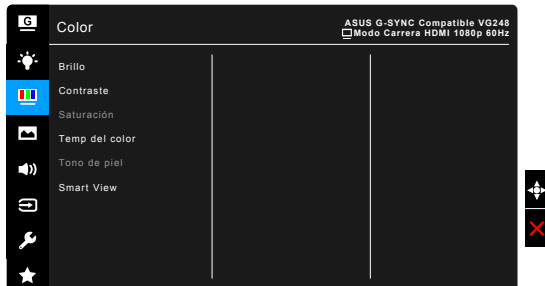 G
Color
ASUS G-SYNC Compatible VG248
Modo Carrera HDMI 1080p 60Hz
Brillo
Contraste
Saturación
Temp del color
Tono de piel
Smart View